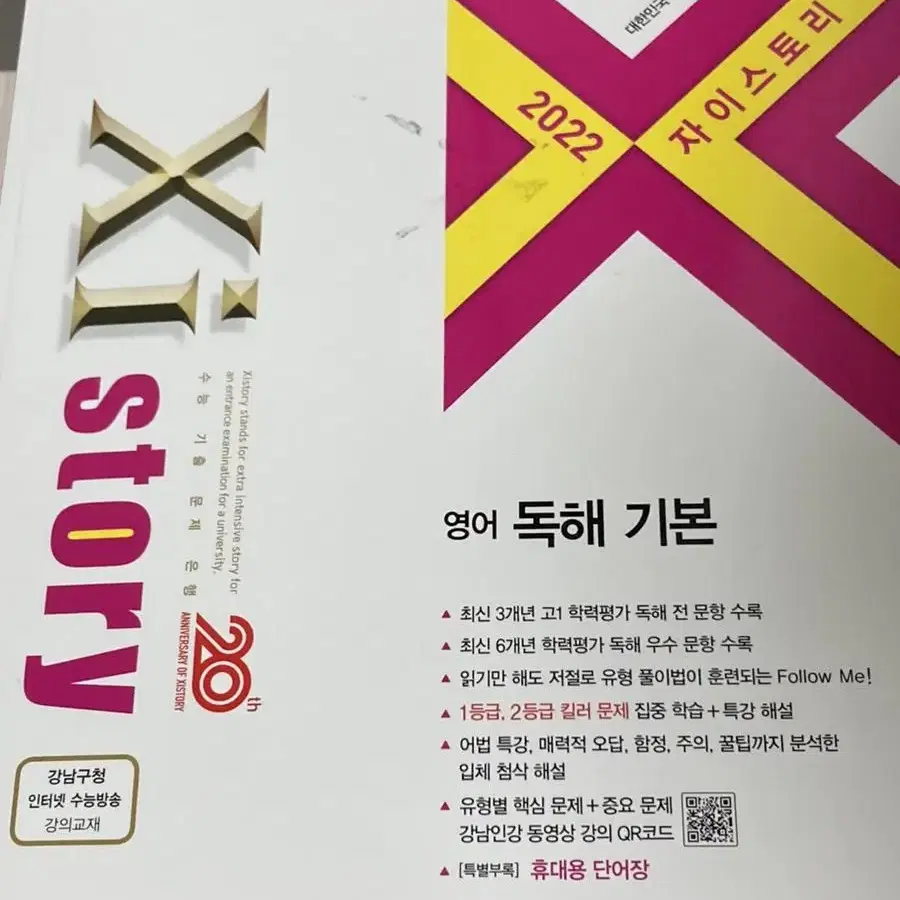 Xi
story
Xistory stands for extra intensive story for
an entrance examination for a university.
수능 기출 문제 은행
20th
ANNIVERSARY OF XISTORY
강남구청
인터넷 수능방송
강의교재
대한민국
2022
자이스토리
영어 독해 기본
▲ 최신 3개년 고1 학력평가 독해 전 문항 수록
▲ 최신 6개년 학력평가 독해 우수 문항 수록
▲ 읽기만 해도 저절로 유형 풀이법이 훈련되는 Follow Me!
▲ 1등급, 2등급 킬러 문제 집중 학습+특강 해설
▲ 어법 특강, 매력적 오답, 함정, 주의, 꿀팁까지 분석한
입체 첨삭 해설
▲ 유형별 핵심 문제+중요 문제
강남인강 동영상 강의 QR코드
▲ [특별부록] 휴대용 단어장